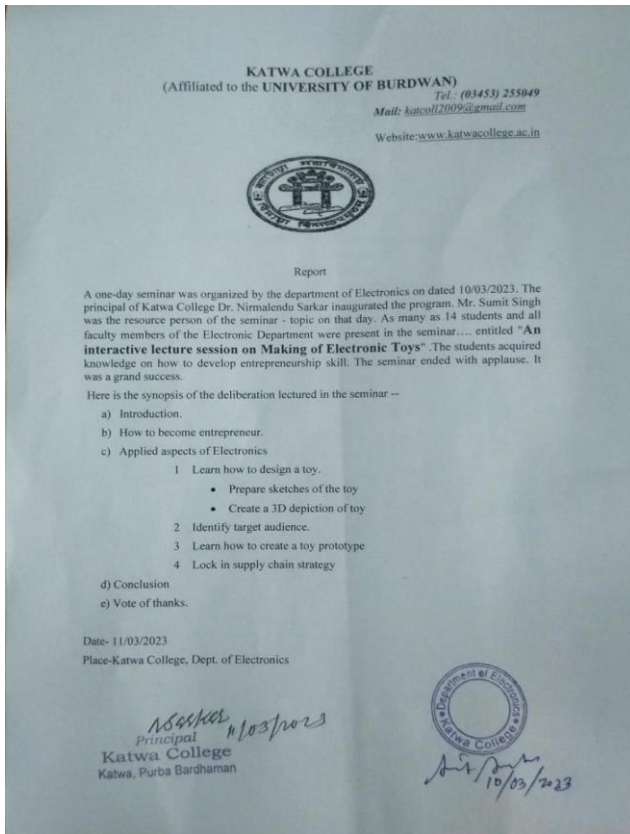 KATWA COLLEGE
(Affiliated to the UNIVERSITY OF BURDWAN)
Tel.: (03453) 255049
Mail: katcoll2009@gmail.com
Website:www.katwacollege.ac.in
Report
A one-day seminar was organized by the department of Electronics on dated 10/03/2023. The
principal of Katwa College Dr. Nirmalendu Sarkar inaugurated the program. Mr. Sumit Singh
was the resource person of the seminar - topic on that day. As many as 14 students and all
faculty members of the Electronic Department were present in the seminar…. entitled "An
interactive lecture session on Making of Electronic Toys" .The students acquired
knowledge on how to develop entrepreneurship skill. The seminar ended with applause. It
was a grand success.
Here is the synopsis of the deliberation lectured in the seminar --
a) Introduction.
b) How to become entrepreneur.
c) Applied aspects of Electronics
1 Learn how to design a toy.
• Prepare sketches of the toy
• Create a 3D depiction of toy
2 Identify target audience.
3 Learn how to create a toy prototype
4 Lock in supply chain strategy
d) Conclusion
e) Vote of thanks.
Date- 11/03/2023
Place-Katwa College, Dept. of Electronics
NSarkar 11/03/2023
Principal
Katwa College
Katwa, Purba Bardhaman
Department of Electronics
Katwa College
10/03/2023